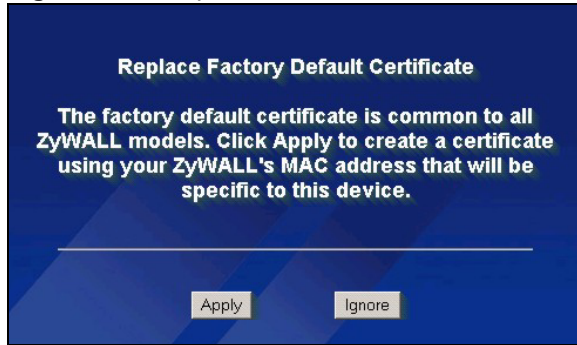 Replace Factory Default Certificate
The factory default certificate is common to all
ZyWALL models. Click Apply to create a certificate
using your ZyWALL's MAC address that will be
specific to this device.
Apply
Ignore